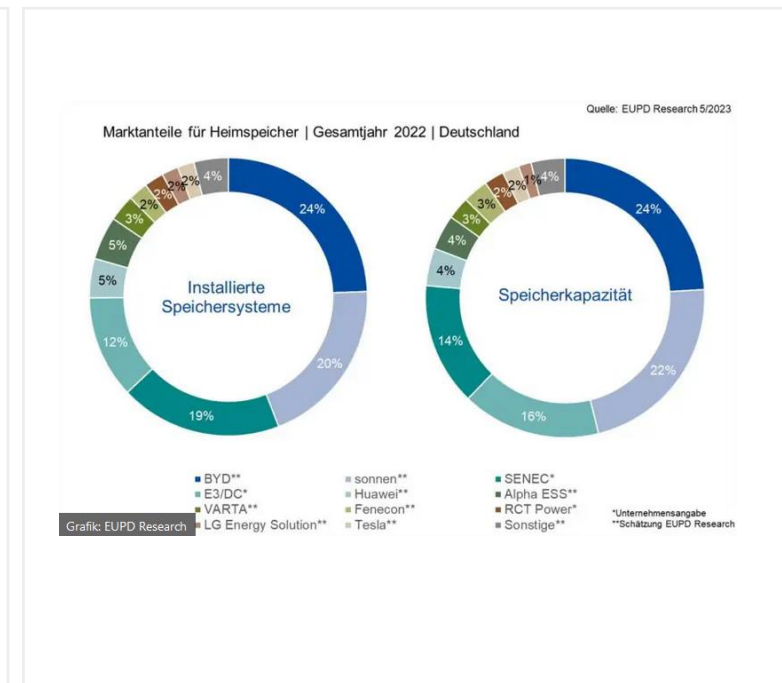 Quelle: EUPD Research 5/2023
Marktanteile für Heimspeicher | Gesamtjahr 2022 | Deutschland
24%
20%
19%
12%
5%
5%
3%
2%
2%
2%
2%
4%
Installierte
Speichersysteme
24%
22%
16%
14%
4%
4%
3%
3%
2%
2%
1%
4%
Speicherkapazität
BYD** sonnen** SENEC*
E3/DC* Huawei** Alpha ESS**
VARTA** Fenecon** RCT Power*
LG Energy Solution** Tesla** Sonstige**
*Unternehmensangabe
**Schätzung EUPD Research
Grafik: EUPD Research